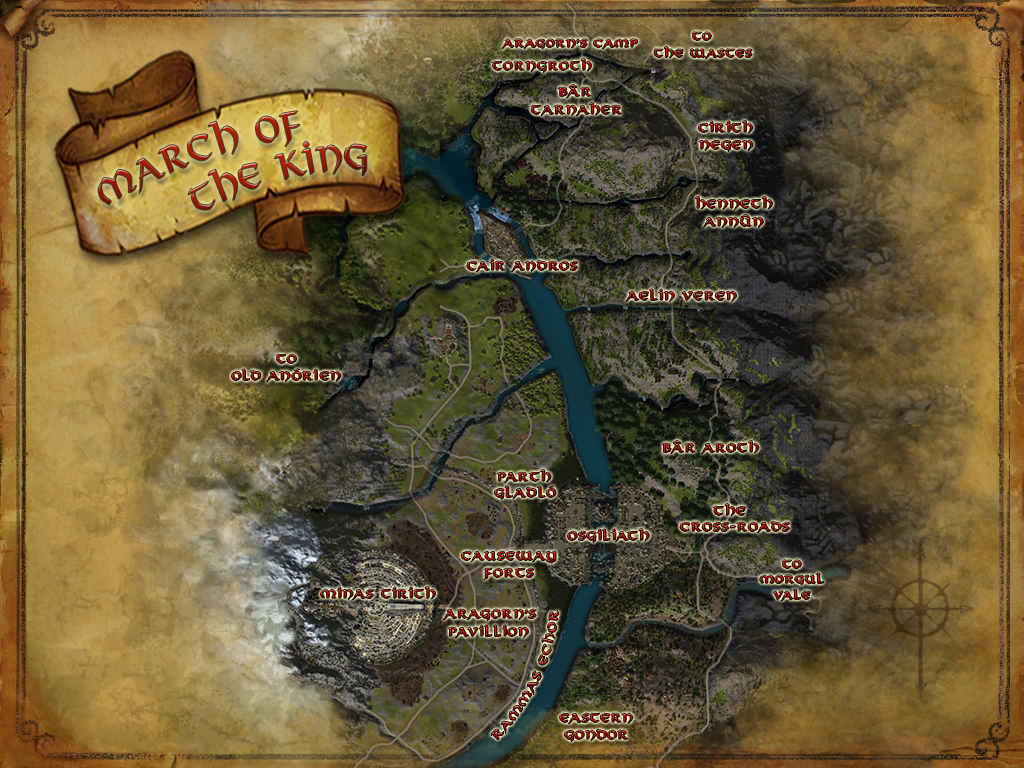 MARCH OF
THE KING
ARAGORN'S CAMP
TO
THE WASTES
TORNGROTH
BÂR
TARNAHER
CIRITH
NEGEN
HENNETH
ANNÛN
CAIR ANDROS
AELIN VEREN
TO
OLD ANÓRIEN
BÂR AROTH
PARTH
GLADLÓ
THE
CROSS-ROADS
OSGILIATH
CAUSEWAY
FORTS
TO
MORGUL
VALE
MINAS TIRITH
ARAGORN'S
PAVILLION
RAMMAS ECHOR
EASTERN
GONDOR